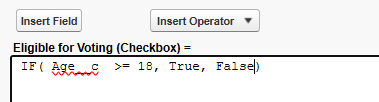 Insert Field Insert Operator
Eligible for Voting (Checkbox) =
IF( Age__c >= 18, True, False)